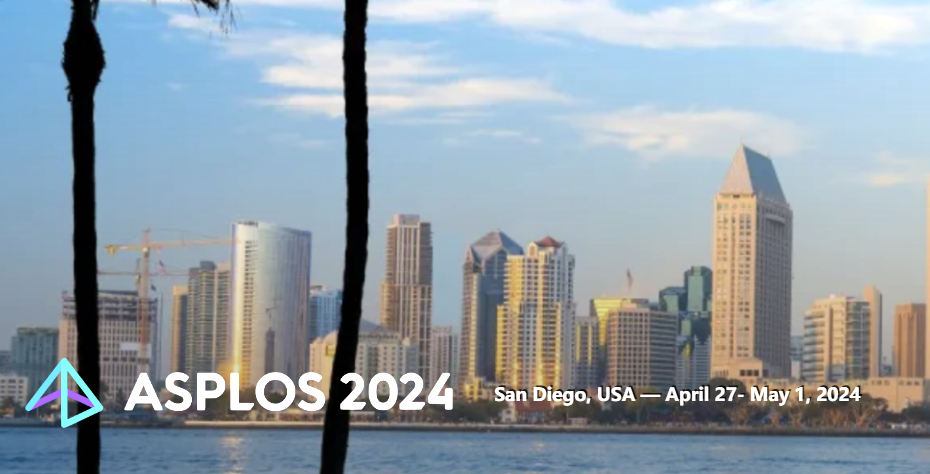 ASPLOS 2024
San Diego, USA — April 27- May 1, 2024